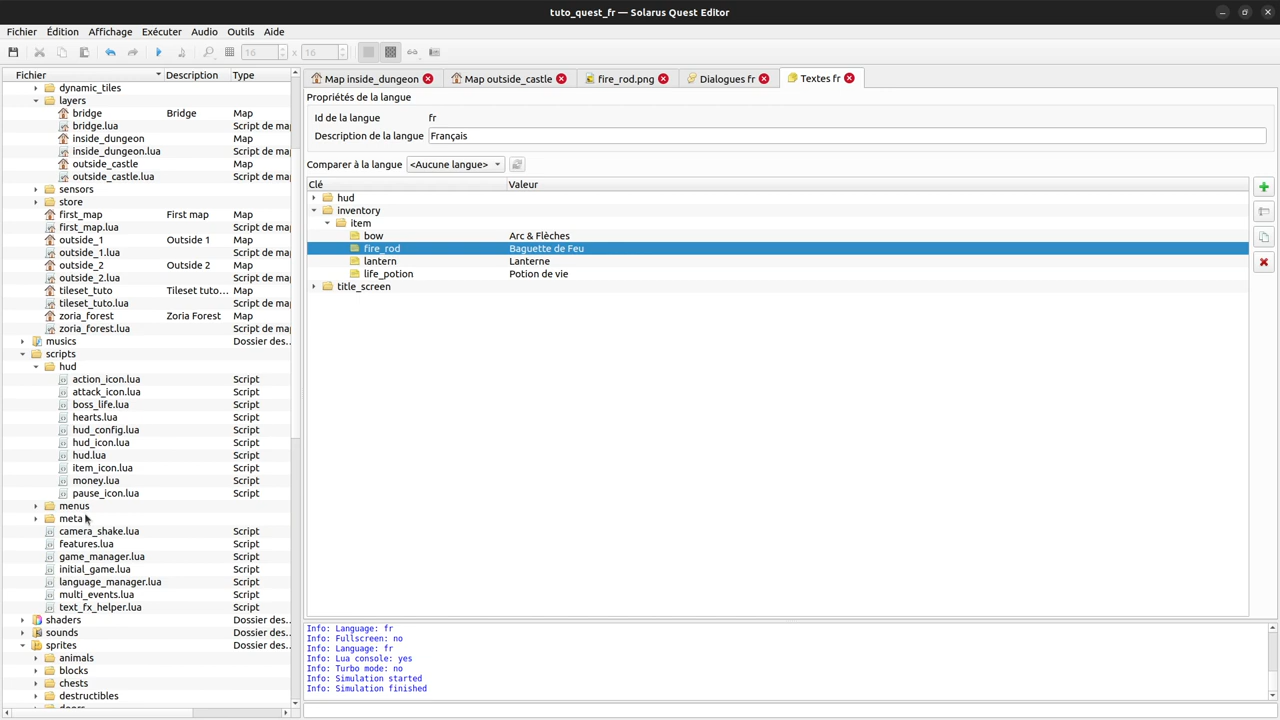 tuto_quest_fr — Solarus Quest Editor
Fichier Édition Affichage Exécuter Audio Outils Aide
16 x 16
Fichier Description Type
dynamic_tiles
layers
bridge Bridge Map
bridge.lua Script de ma
inside_dungeon Map
inside_dungeon.lua Script de ma
outside_castle Map
outside_castle.lua Script de ma
sensors
store
first_map First map Map
first_map.lua Script de ma
outside_1 Outside 1 Map
outside_1.lua Script de ma
outside_2 Outside 2 Map
outside_2.lua Script de ma
tileset_tuto Tileset tuto... Map
tileset_tuto.lua Script de ma
zoria_forest Zoria Forest Map
zoria_forest.lua Script de ma
musics Dossier des..
scripts
hud
action_icon.lua Script
attack_icon.lua Script
boss_life.lua Script
hearts.lua Script
hud_config.lua Script
hud_icon.lua Script
hud.lua Script
item_icon.lua Script
money.lua Script
pause_icon.lua Script
menus
meta
camera_shake.lua Script
features.lua Script
game_manager.lua Script
initial_game.lua Script
language_manager.lua Script
multi_events.lua Script
text_fx_helper.lua Script
shaders Dossier des..
sounds Dossier des..
sprites Dossier des..
animals
blocks
chests
destructibles
Map inside_dungeon Map outside_castle fire_rod.png Dialogues fr Textes fr
Propriétés de la langue
Id de la langue fr
Description de la langue Français
Comparer à la langue <Aucune langue>
Clé Valeur
hud
inventory
item
bow Arc & Flèches
fire_rod Baguette de Feu
lantern Lanterne
life_potion Potion de vie
title_screen
Info: Language: fr
Info: Fullscreen: no
Info: Language: fr
Info: Lua console: yes
Info: Turbo mode: no
Info: Simulation started
Info: Simulation finished